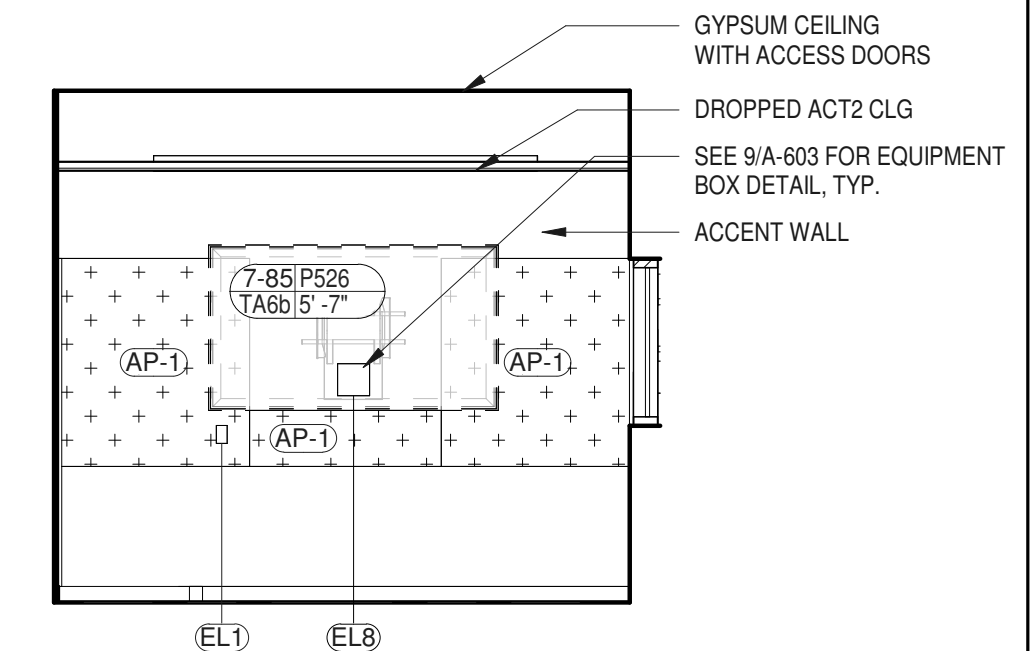 GYPSUM CEILING
WITH ACCESS DOORS
DROPPED ACT2 CLG
SEE 9/A-603 FOR EQUIPMENT
BOX DETAIL, TYP.
ACCENT WALL
7-85 P526
TA6b 5' -7"
AP-1
AP-1
AP-1
EL1
EL8